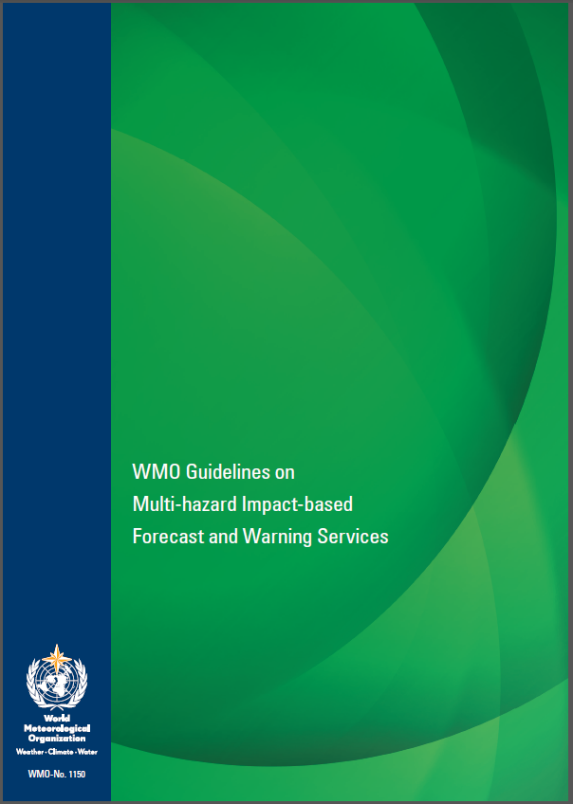 WMO Guidelines on
Multi-hazard Impact-based
Forecast and Warning Services
World
Meteorological
Organization
Weather · Climate · Water
WMO-No. 1150